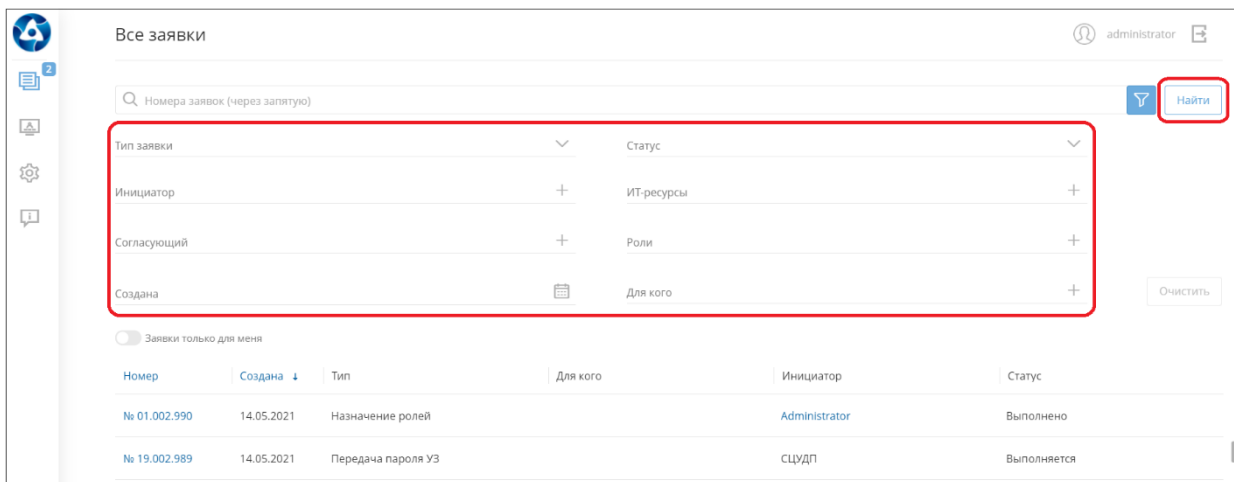 Все заявки
administrator
2
Номера заявок (через запятую)
Найти
Тип заявки
Статус
Инициатор
ИТ-ресурсы
Согласующий
Роли
Создана
Для кого
Очистить
Заявки только для меня
Номер Создана ↓ Тип Для кого Инициатор Статус
№ 01.002.990 14.05.2021 Назначение ролей Administrator Выполнено
№ 19.002.989 14.05.2021 Передача пароля УЗ СЦУДП Выполняется